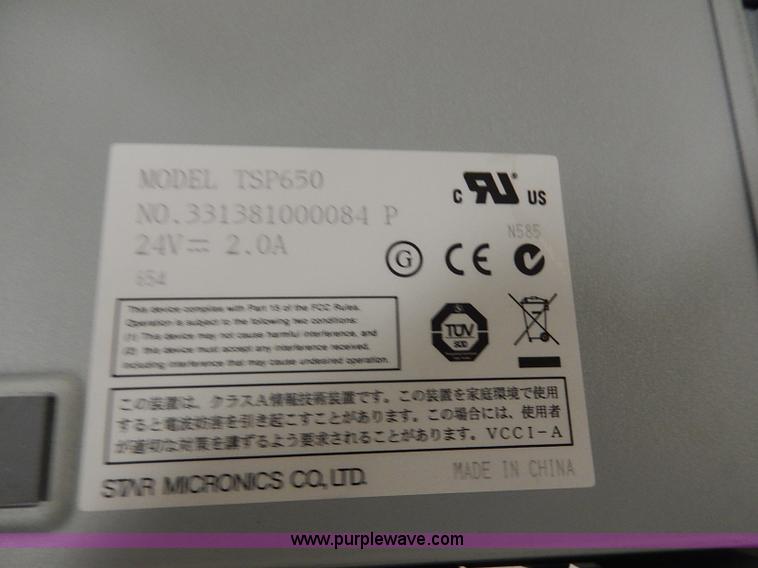 MODEL TSP650
NO.331381000084 P
24V⎓ 2.0A
654
c RU US
N585
G CE
TÜV
SÜD
This device complies with Part 15 of the FCC Rules.
Operation is subject to the following two conditions:
(1) This device may not cause harmful interference, and
(2) this device must accept any interference received,
including interference that may cause undesired operation.
この装置は、クラスA情報技術装置です。この装置を家庭環境で使用
すると電波妨害を引き起こすことがあります。この場合には、使用者
が適切な対策を講ずるよう要求されることがあります。VCCI-A
STAR MICRONICS CO., LTD.
MADE IN CHINA
www.purplewave.com